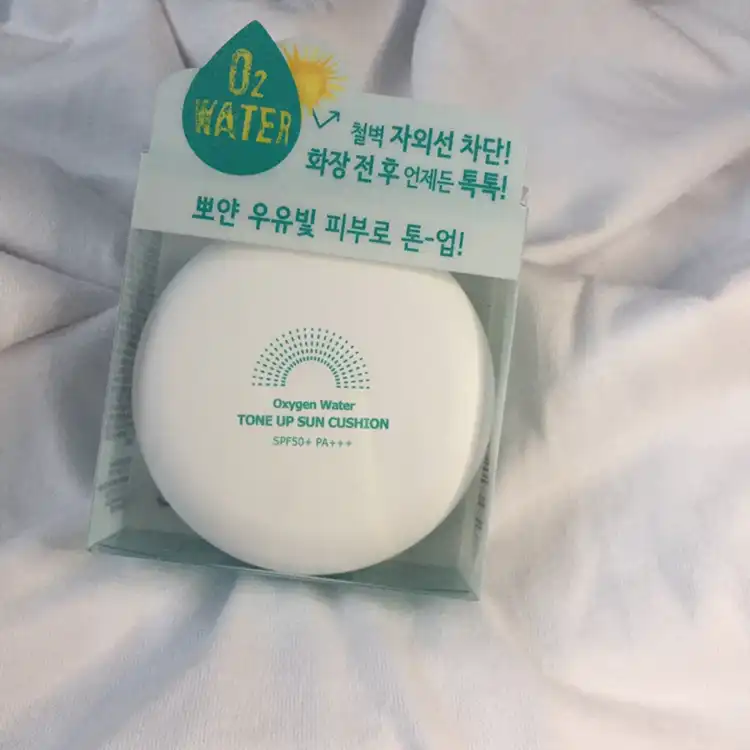 O2
WATER
철벽 자외선 차단!
화장 전 후 언제든 톡톡!
뽀얀 우유빛 피부로 톤-업!
Oxygen Water
TONE UP SUN CUSHION
SPF50+ PA+++